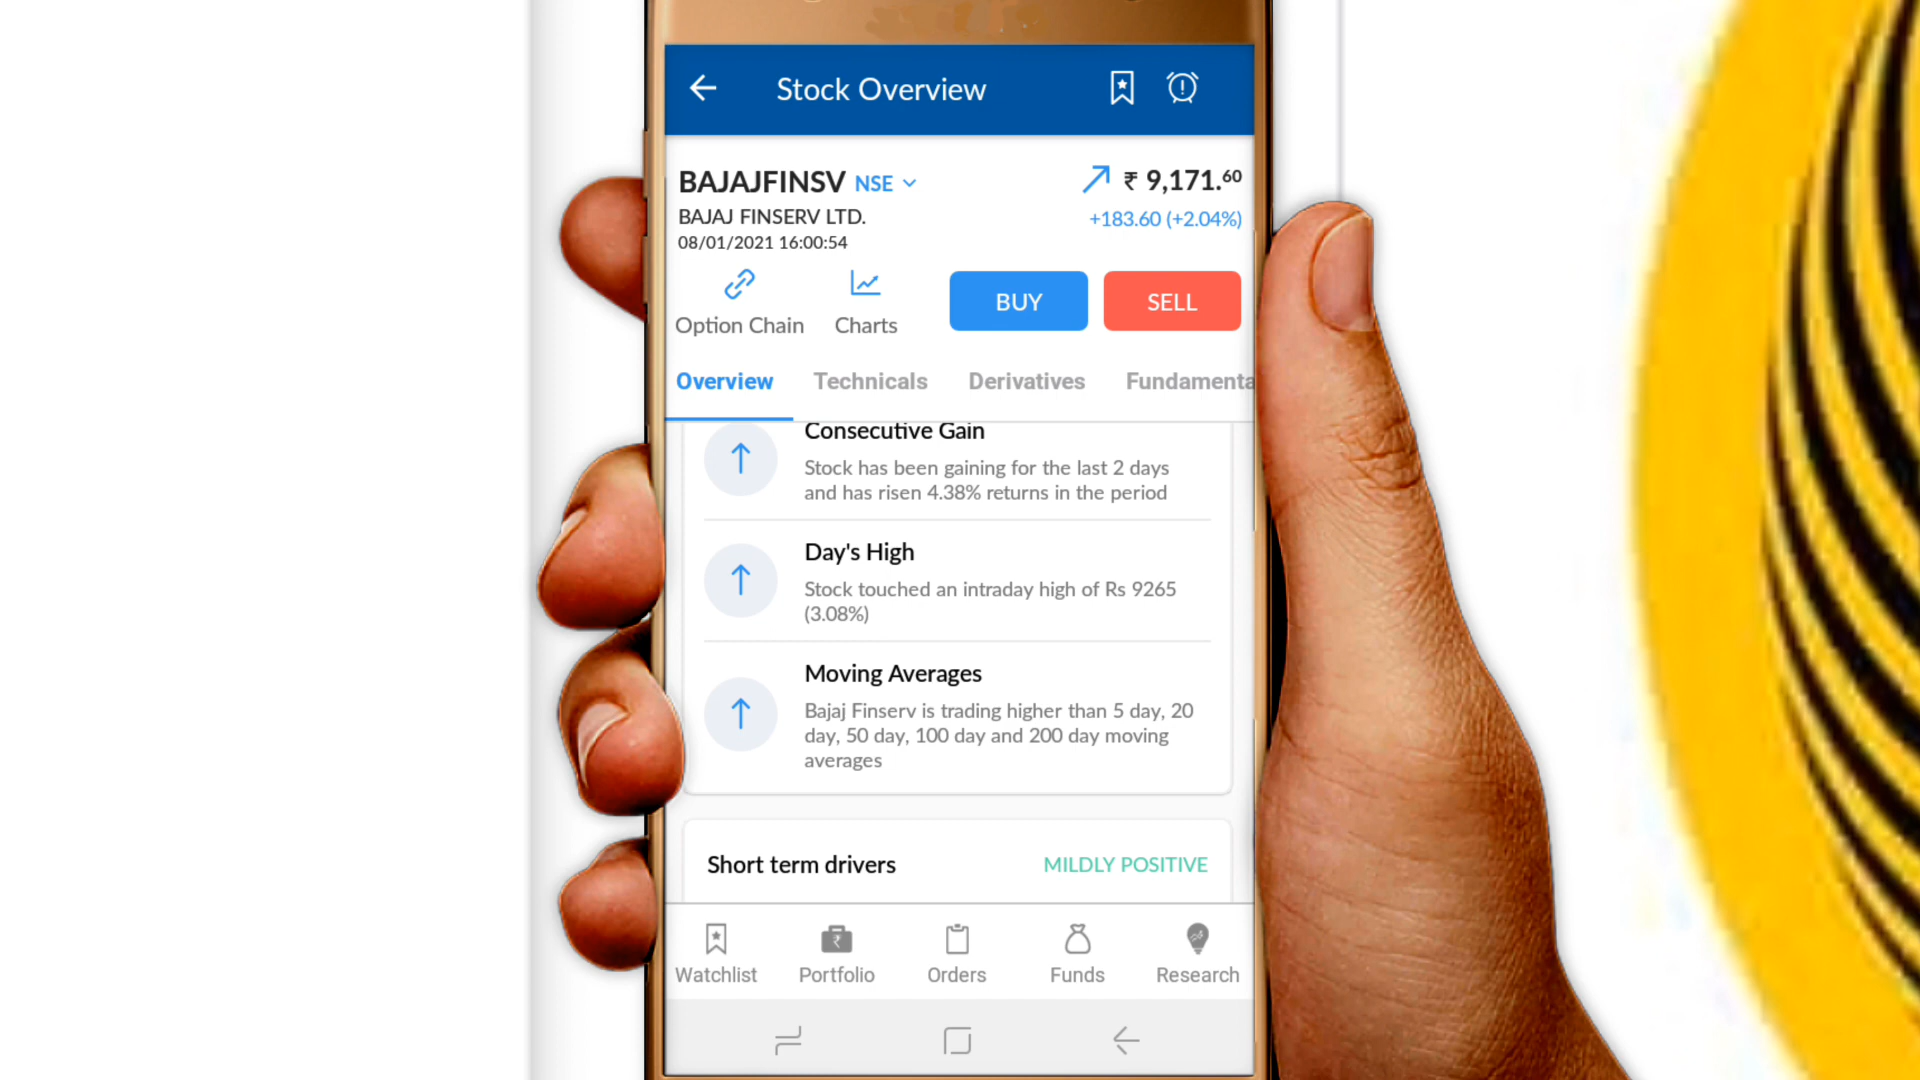 Stock Overview
BAJAJFINSV NSE
₹ 9,171.60
BAJAJ FINSERV LTD.
+183.60 (+2.04%)
08/01/2021 16:00:54
Option Chain
Charts
BUY
SELL
Overview
Technicals
Derivatives
Fundamenta
Consecutive Gain
Stock has been gaining for the last 2 days
and has risen 4.38% returns in the period
Day's High
Stock touched an intraday high of Rs 9265
(3.08%)
Moving Averages
Bajaj Finserv is trading higher than 5 day, 20
day, 50 day, 100 day and 200 day moving
averages
Short term drivers
MILDLY POSITIVE
Watchlist
Portfolio
Orders
Funds
Research